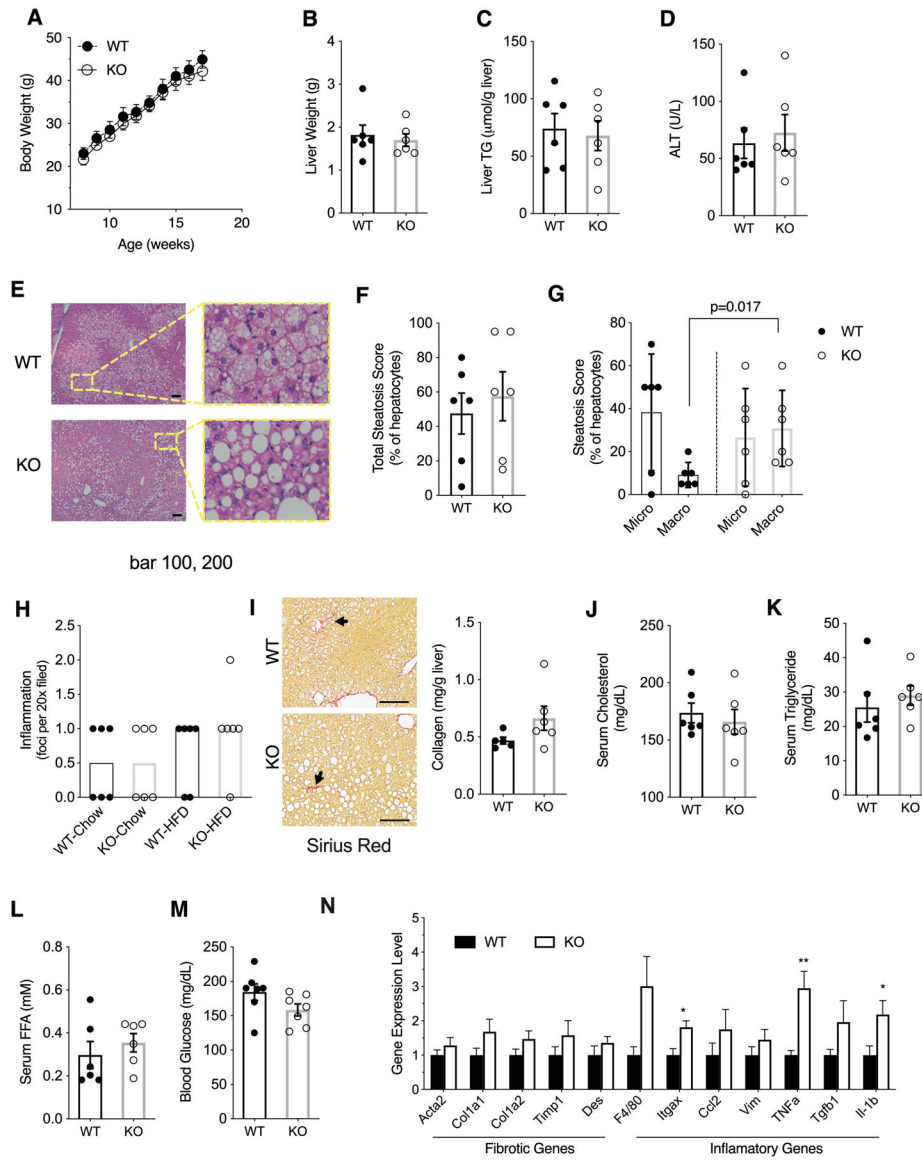 A
WT
KO
Body Weight (g)
50
40
30
20
10
10
15
20
Age (weeks)
B
Liver Weight (g)
4
3
2
1
0
WT
KO
C
Liver TG (μmol/g liver)
150
100
50
0
WT
KO
D
ALT (U/L)
150
100
50
0
WT
KO
E
WT
KO
bar 100, 200
F
Total Steatosis Score
(% of hepatocytes)
100
80
60
40
20
0
WT
KO
G
p=0.017
WT
KO
Steatosis Score
(% of hepatocytes)
80
60
40
20
0
Micro
Macro
Micro
Macro
H
Inflammation
(foci per 20x filed)
2.5
2.0
1.5
1.0
0.5
0.0
WT-Chow
KO-Chow
WT-HFD
KO-HFD
I
WT
KO
Sirius Red
Collagen (mg/g liver)
1.5
1.0
0.5
0.0
WT
KO
J
Serum Cholesterol
(mg/dL)
250
200
150
100
WT
KO
K
Serum Triglyceride
(mg/dL)
50
40
30
20
10
0
WT
KO
L
Serum FFA (mM)
0.8
0.6
0.4
0.2
0.0
WT
KO
M
Blood Glucose (mg/dL)
250
200
150
100
50
0
WT
KO
N
WT
KO
Gene Expression Level
5
4
3
2
1
0
*
**
*
Acta2
Col1a1
Col1a2
Timp1
Des
F4/80
Itgax
Ccl2
Vim
TNFa
Tgfb1
Il-1b
Fibrotic Genes
Inflamatory Genes